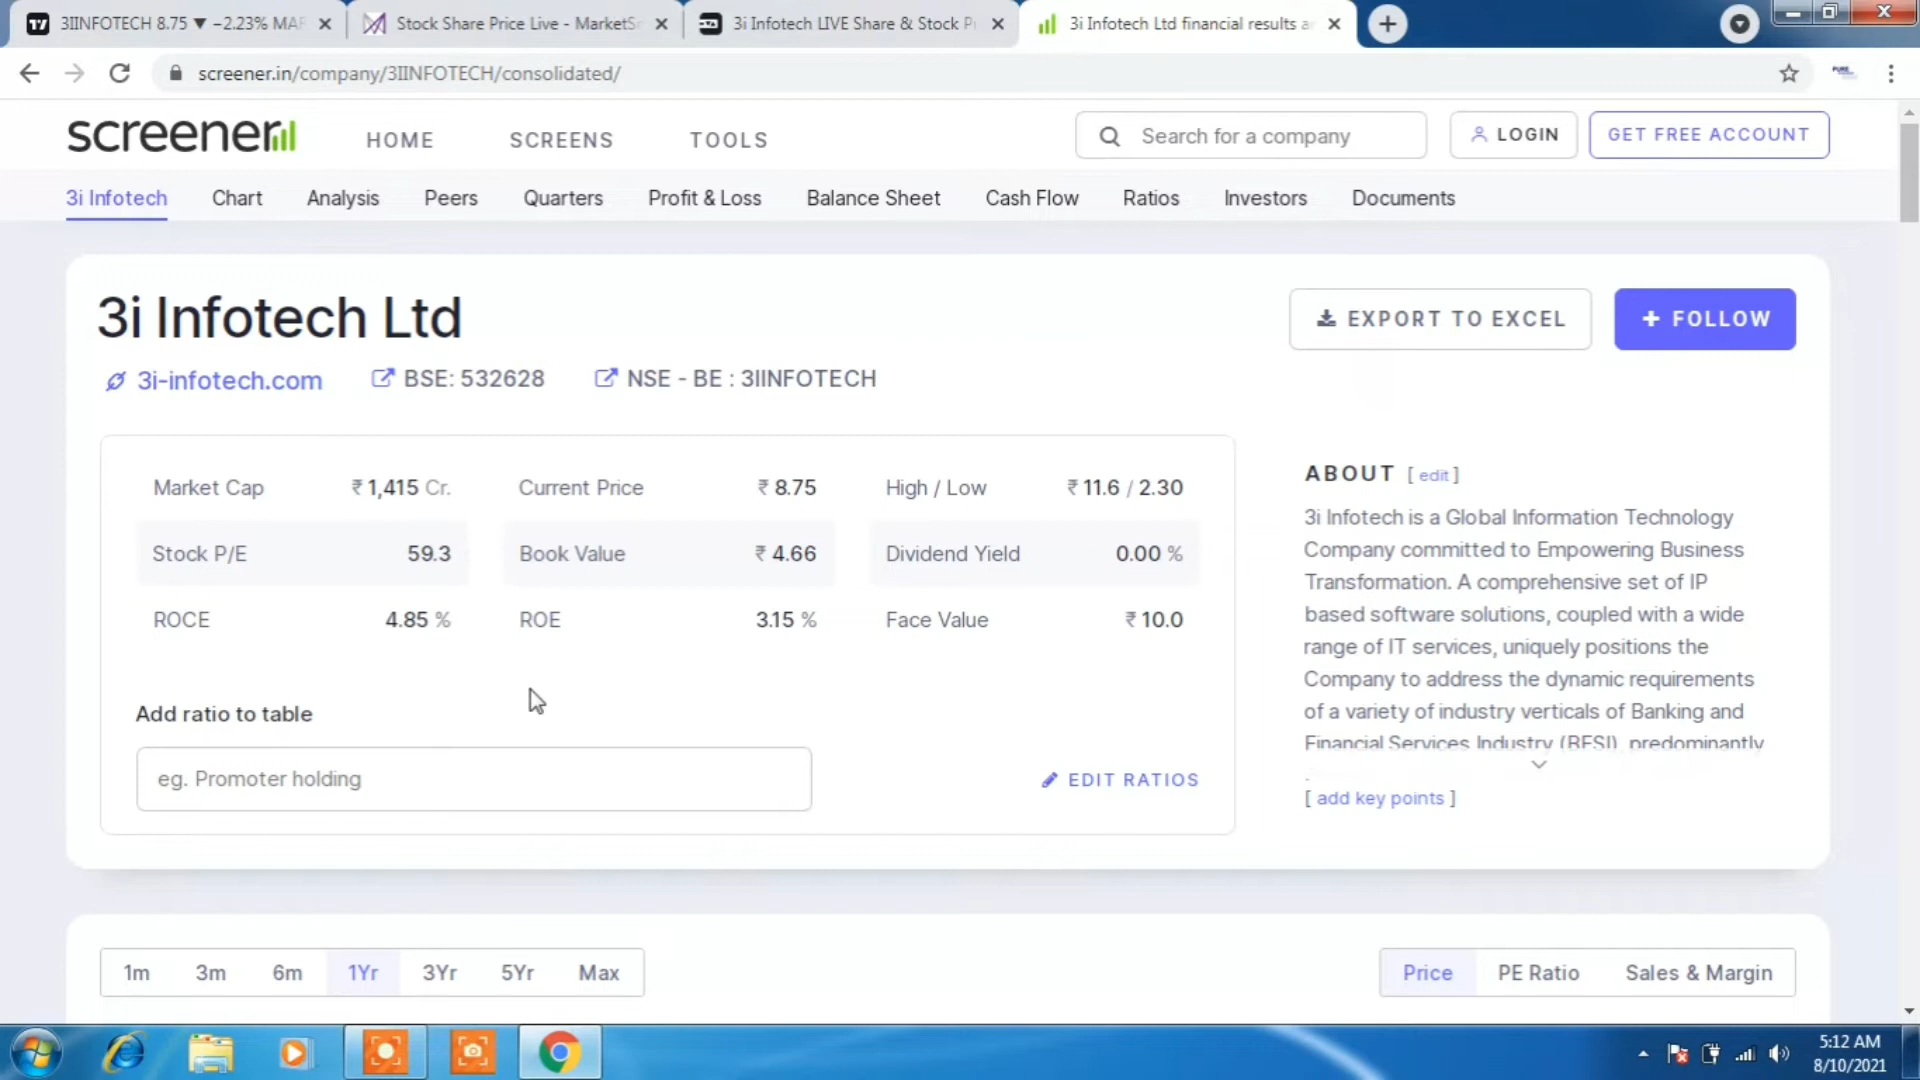 3IINFOTECH 8.75 ▼ −2.23% MAR
Stock Share Price Live - MarketS
3i Infotech LIVE Share & Stock P
3i Infotech Ltd financial results a
screener.in/company/3IINFOTECH/consolidated/
PURE
screener
HOME
SCREENS
TOOLS
Search for a company
LOGIN
GET FREE ACCOUNT
3i Infotech
Chart
Analysis
Peers
Quarters
Profit & Loss
Balance Sheet
Cash Flow
Ratios
Investors
Documents
3i Infotech Ltd
EXPORT TO EXCEL
+ FOLLOW
3i-infotech.com
BSE: 532628
NSE - BE : 3IINFOTECH
Market Cap ₹ 1,415 Cr.
Current Price ₹ 8.75
High / Low ₹ 11.6 / 2.30
Stock P/E 59.3
Book Value ₹ 4.66
Dividend Yield 0.00 %
ROCE 4.85 %
ROE 3.15 %
Face Value ₹ 10.0
Add ratio to table
eg. Promoter holding
EDIT RATIOS
ABOUT [ edit ]
3i Infotech is a Global Information Technology
Company committed to Empowering Business
Transformation. A comprehensive set of IP
based software solutions, coupled with a wide
range of IT services, uniquely positions the
Company to address the dynamic requirements
of a variety of industry verticals of Banking and
Financial Services Industry (BFSI), predominantly
[ add key points ]
1m
3m
6m
1Yr
3Yr
5Yr
Max
Price
PE Ratio
Sales & Margin
5:12 AM
8/10/2021